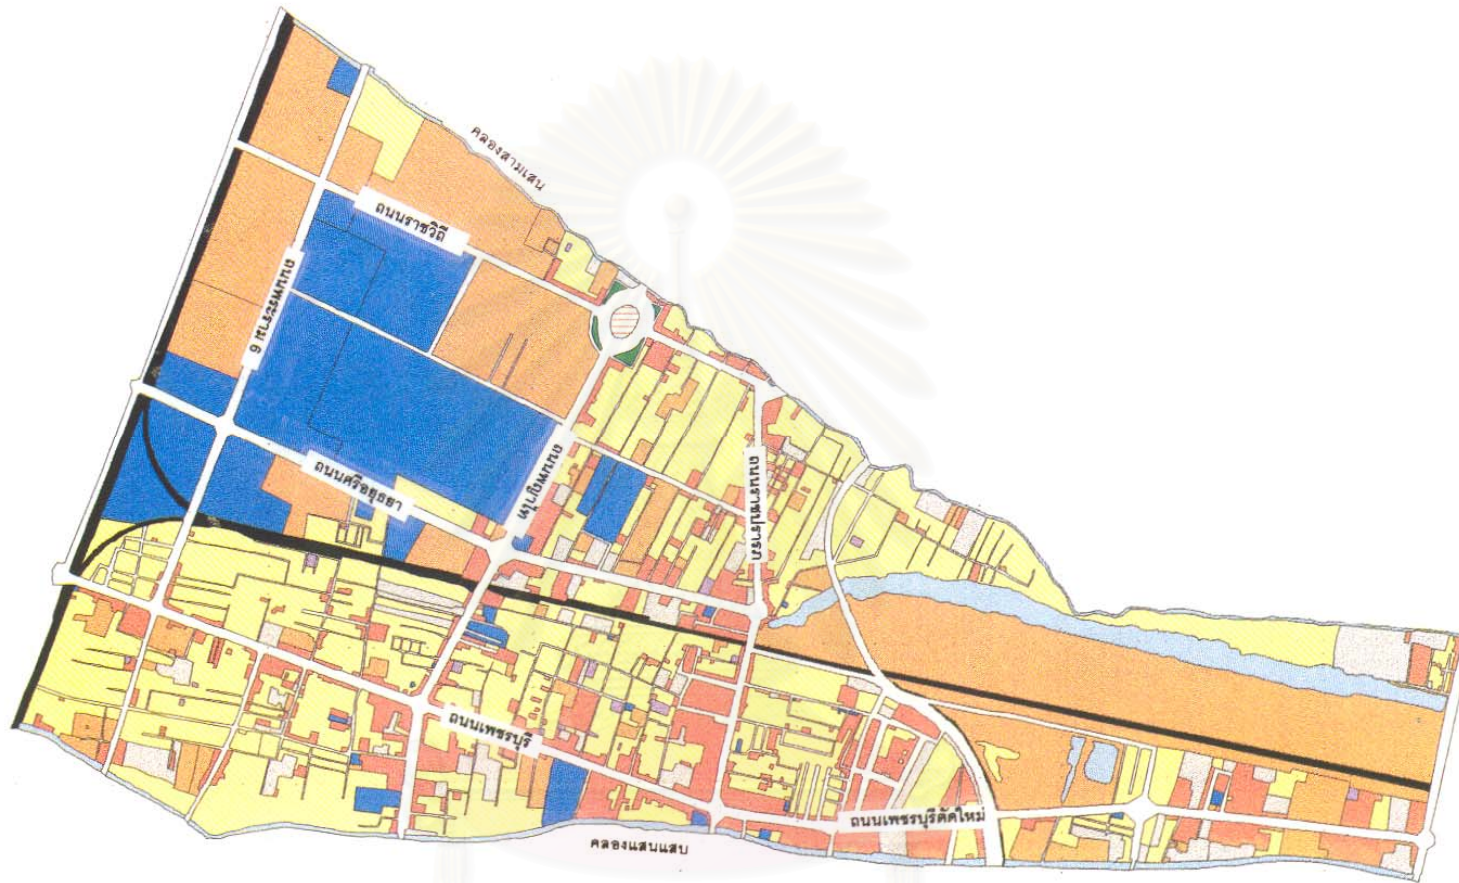 คลองสามเสน
ถนนราชวิถี
ถนนพระราม 6
ถนนศรีอยุธยา
ถนนพญาไท
ถนนราชปรารภ
ถนนเพชรบุรี
ถนนเพชรบุรีตัดใหม่
คลองแสนแสบ